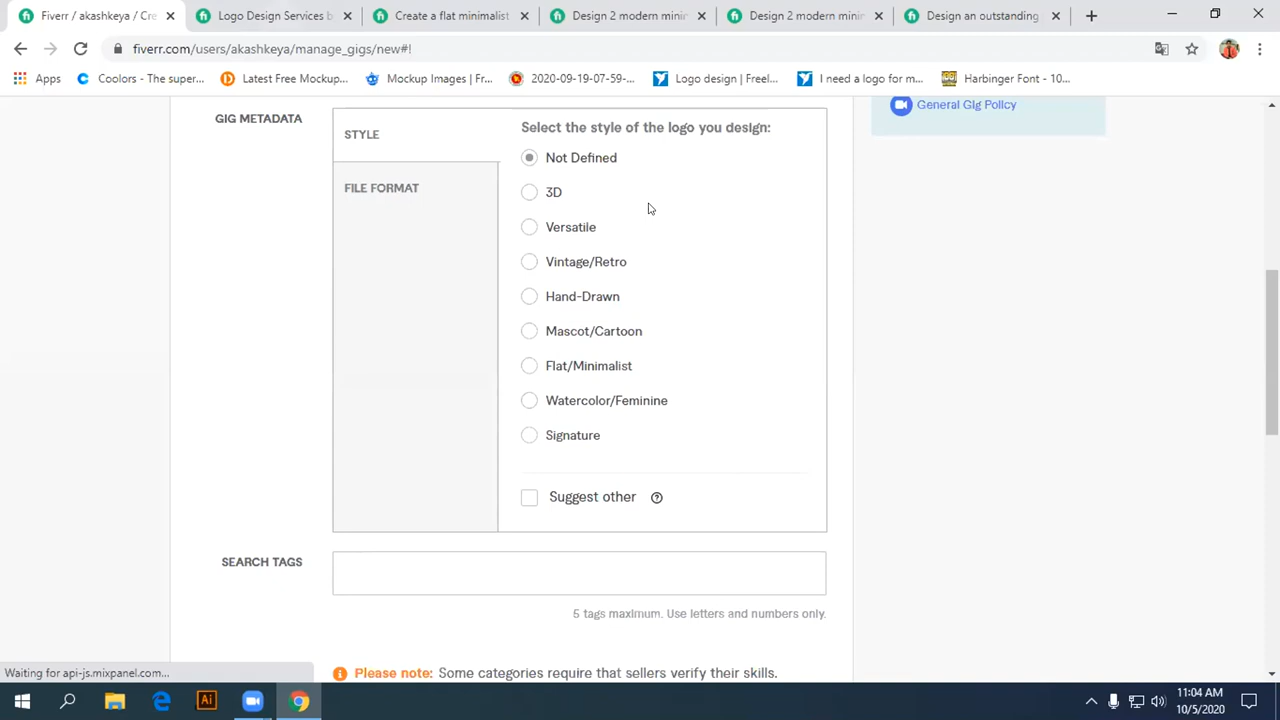 Fiverr / akashkeya / Cre
Logo Design Services b
Create a flat minimalist
Design 2 modern mini
Design 2 modern mini
Design an outstanding
fiverr.com/users/akashkeya/manage_gigs/new#!
Apps
Coolors - The super...
Latest Free Mockup...
Mockup Images | Fr...
2020-09-19-07-59-...
Logo design | Freel...
I need a logo for m...
Harbinger Font - 10...
General Gig Policy
GIG METADATA
STYLE
FILE FORMAT
Select the style of the logo you design:
Not Defined
3D
Versatile
Vintage/Retro
Hand-Drawn
Mascot/Cartoon
Flat/Minimalist
Watercolor/Feminine
Signature
Suggest other
SEARCH TAGS
5 tags maximum. Use letters and numbers only.
Please note: Some categories require that sellers verify their skills.
Waiting for api-js.mixpanel.com...
Ai
11:04 AM
10/5/2020